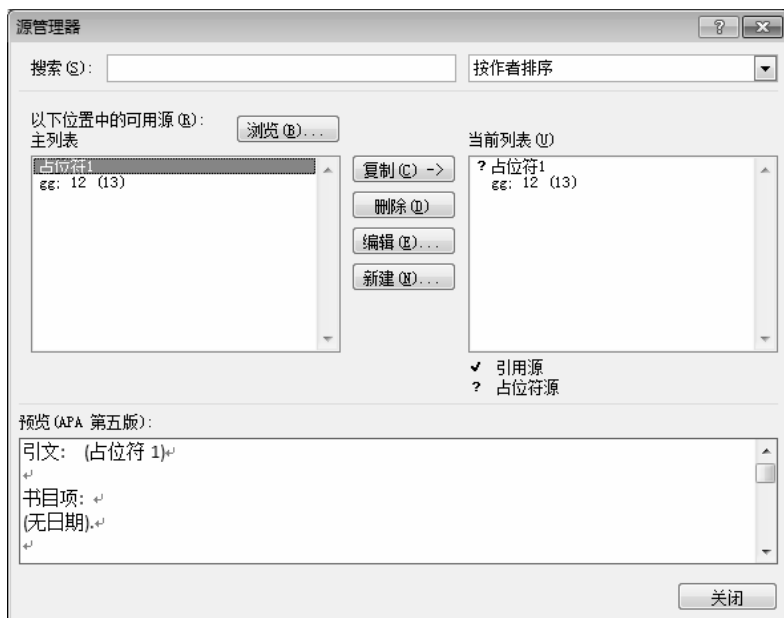 源管理器
搜索(S):
按作者排序
以下位置中的可用源(R):
主列表
浏览(B)...
当前列表(U)
占位符1
gg: 12 (13)
复制(C) ->
删除(D)
编辑(E)...
新建(N)...
? 占位符1
gg: 12 (13)
✓ 引用源
? 占位符源
预览(APA 第五版):
引文: (占位符 1)↵
↵
书目项: ↵
(无日期).↵
↵
关闭